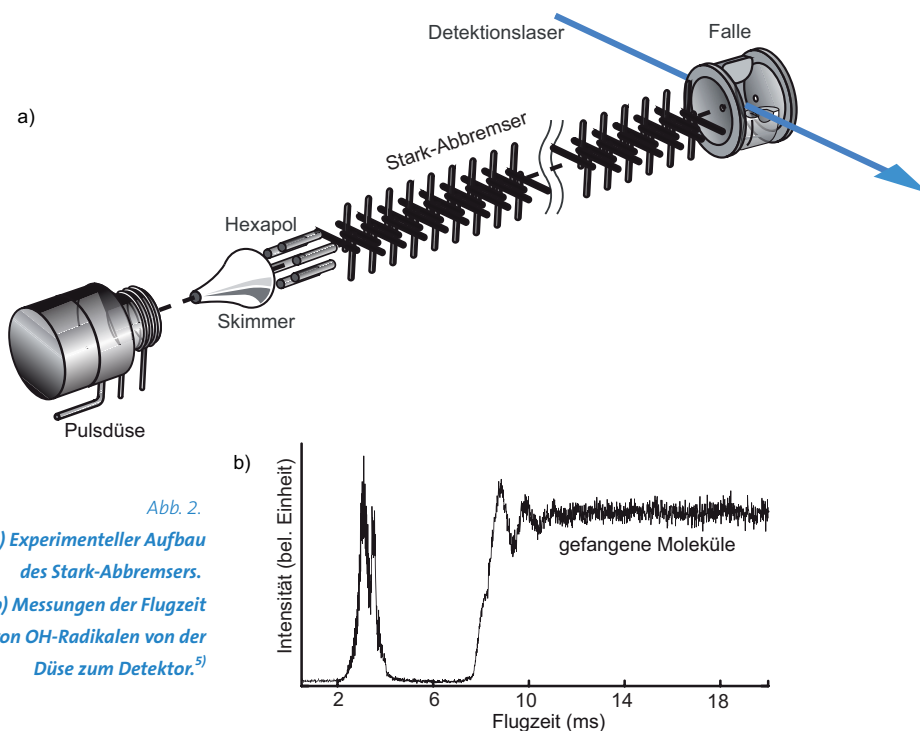 Detektionslaser
Falle
a)
Stark-Abbremser
Hexapol
Skimmer
Pulsdüse
b)
Intensität (bel. Einheit)
gefangene Moleküle
2 6 10 14 18
Flugzeit (ms)
Abb. 2.
) Experimenteller Aufbau
des Stark-Abbremsers.
) Messungen der Flugzeit
on OH-Radikalen von der
Düse zum Detektor.5)